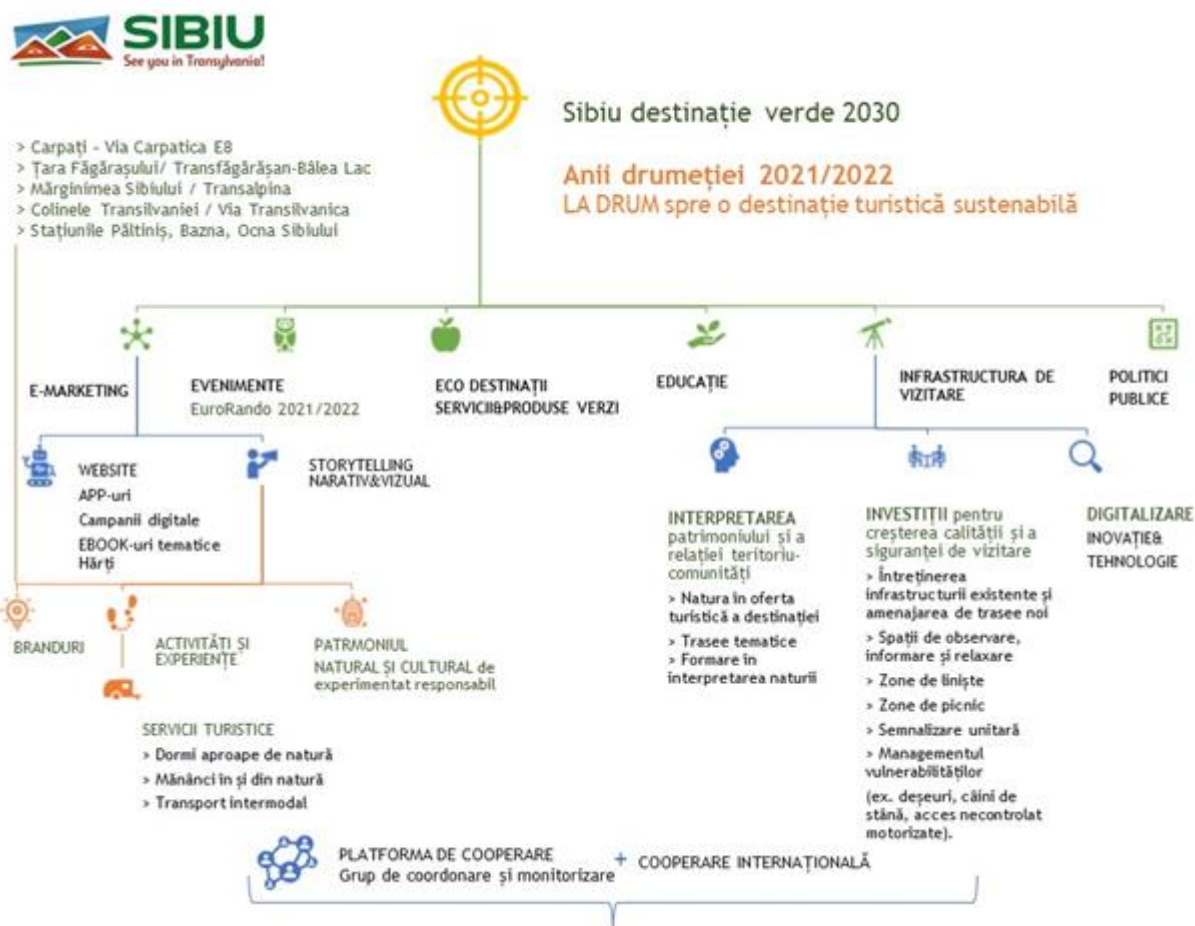 SIBIU
See you in Transylvania!
Sibiu destinație verde 2030
Anii drumeției 2021/2022
LA DRUM spre o destinație turistică sustenabilă
> Carpați - Via Carpatica E8
> Țara Făgărașului/ Transfăgărășan-Bâlea Lac
> Mărginimea Sibiului / Transalpina
> Colinele Transilvaniei / Via Transilvanica
> Stațiunile Păltiniș, Bazna, Ocna Sibiului
E-MARKETING
EVENIMENTE
EuroRando 2021/2022
ECO DESTINAȚII
SERVICII&PRODUSE VERZI
EDUCAȚIE
INFRASTRUCTURA DE
VIZITARE
POLITICI
PUBLICE
WEBSITE
APP-uri
Campanii digitale
EBOOK-uri tematice
Hărți
STORYTELLING
NARATIV&VIZUAL
BRANDURI
ACTIVITĂȚI ȘI
EXPERIENȚE
PATRMONIUL
NATURAL ȘI CULTURAL de
experimentat responsabil
SERVICII TURISTICE
> Dormi aproape de natură
> Mănânci în și din natură
> Transport intermodal
INTERPRETAREA
patrimoniului și a
relației teritoriu-
comunități
> Natura în oferta
turistică a destinației
> Trasee tematice
> Formare în
interpretarea naturii
INVESTIȚII pentru
creșterea calității și a
siguranței de vizitare
> Întreținerea
infrastructurii existente și
amenajarea de trasee noi
> Spații de observare,
informare și relaxare
> Zone de liniște
> Zone de picnic
> Semnalizare unitară
> Managementul
vulnerabilităților
(ex. deșeuri, câini de
stână, acces necontrolat
motorizate).
DIGITALIZARE
INOVAȚIE&
TEHNOLOGIE
PLATFORMA DE COOPERARE
Grup de coordonare și monitorizare
+ COOPERARE INTERNAȚIONALĂ